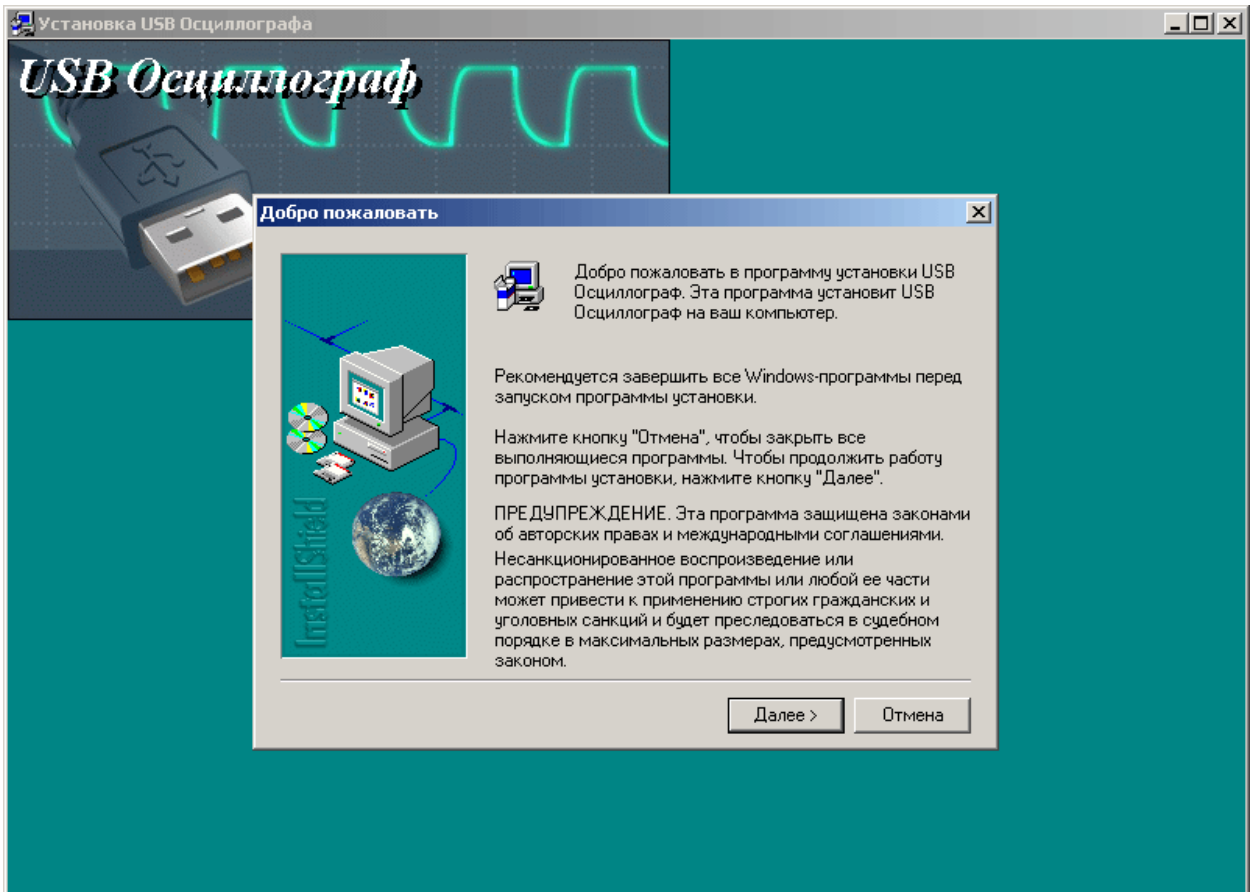 Установка USB Осциллографа
USB Осциллограф
Добро пожаловать
Добро пожаловать в программу установки USB
Осциллограф. Эта программа установит USB
Осциллограф на ваш компьютер.
Рекомендуется завершить все Windows-программы перед
запуском программы установки.
Нажмите кнопку "Отмена", чтобы закрыть все
выполняющиеся программы. Чтобы продолжить работу
программы установки, нажмите кнопку "Далее".
ПРЕДУПРЕЖДЕНИЕ. Эта программа защищена законами
об авторских правах и международными соглашениями.
Несанкционированное воспроизведение или
распространение этой программы или любой ее части
может привести к применению строгих гражданских и
уголовных санкций и будет преследоваться в судебном
порядке в максимальных размерах, предусмотренных
законом.
InstallShield
Далее >
Отмена